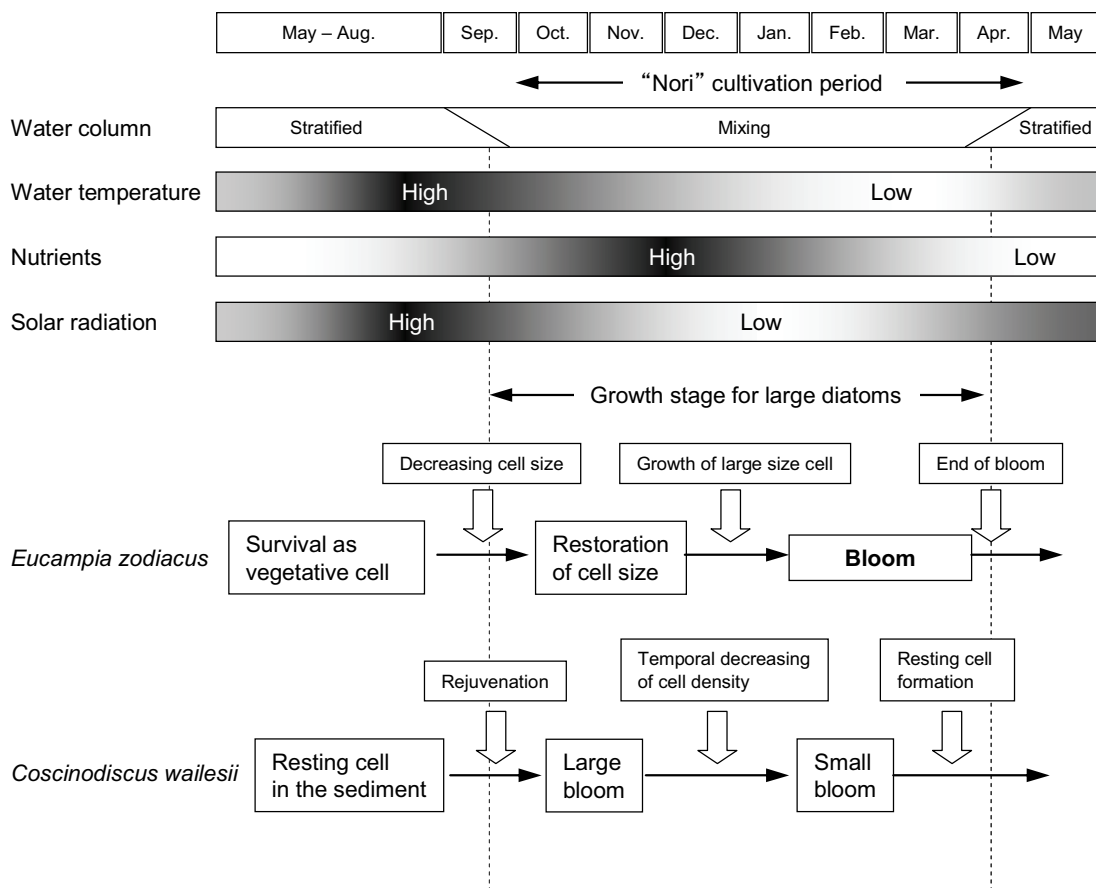 May – Aug. Sep. Oct. Nov. Dec. Jan. Feb. Mar. Apr. May
“Nori” cultivation period
Water column Stratified Mixing Stratified
Water temperature High Low
Nutrients High Low
Solar radiation High Low
Growth stage for large diatoms
Decreasing cell size Growth of large size cell End of bloom
Eucampia zodiacus
Survival as
vegetative cell
Restoration
of cell size
Bloom
Rejuvenation
Temporal decreasing
of cell density
Resting cell
formation
Coscinodiscus wailesii
Resting cell
in the sediment
Large
bloom
Small
bloom